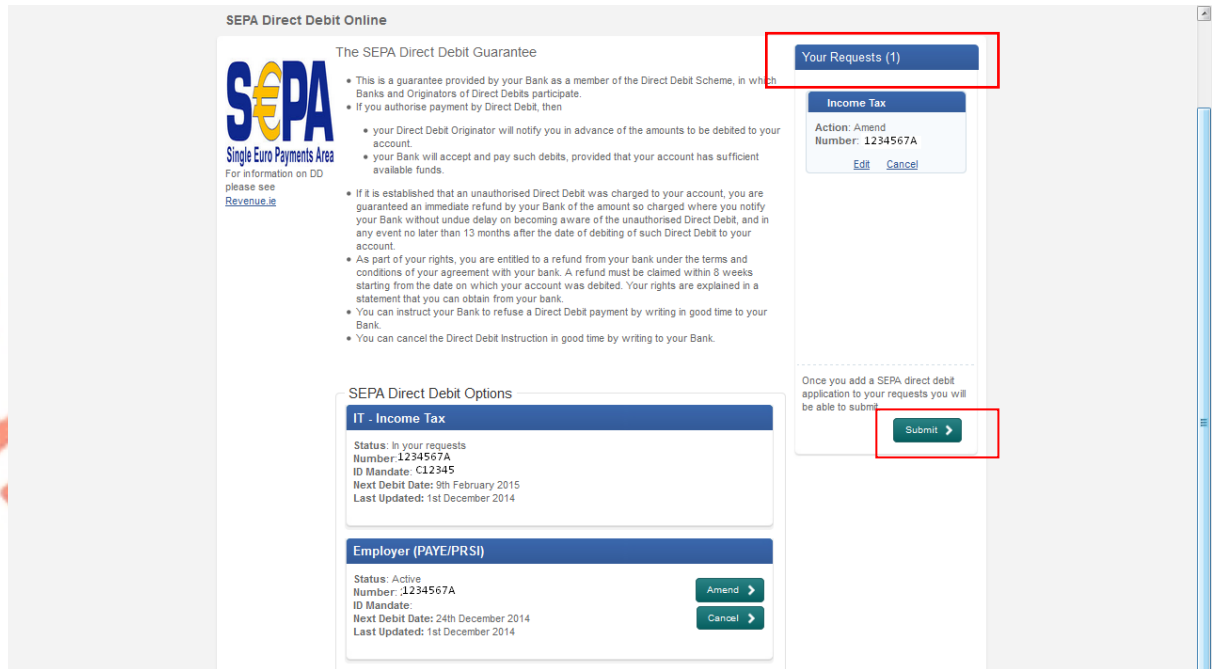 SEPA Direct Debit Online
S€PA
Single Euro Payments Area
For information on DD
please see
Revenue.ie
The SEPA Direct Debit Guarantee
• This is a guarantee provided by your Bank as a member of the Direct Debit Scheme, in which
Banks and Originators of Direct Debits participate.
• If you authorise payment by Direct Debit, then
• your Direct Debit Originator will notify you in advance of the amounts to be debited to your
account.
• your Bank will accept and pay such debits, provided that your account has sufficient
available funds.
• If it is established that an unauthorised Direct Debit was charged to your account, you are
guaranteed an immediate refund by your Bank of the amount so charged where you notify
your Bank without undue delay on becoming aware of the unauthorised Direct Debit, and in
any event no later than 13 months after the date of debiting of such Direct Debit to your
account.
• As part of your rights, you are entitled to a refund from your bank under the terms and
conditions of your agreement with your bank. A refund must be claimed within 8 weeks
starting from the date on which your account was debited. Your rights are explained in a
statement that you can obtain from your bank.
• You can instruct your Bank to refuse a Direct Debit payment by writing in good time to your
Bank.
• You can cancel the Direct Debit Instruction in good time by writing to your Bank.
SEPA Direct Debit Options
IT - Income Tax
Status: In your requests
Number:1234567A
ID Mandate: C12345
Next Debit Date: 9th February 2015
Last Updated: 1st December 2014
Employer (PAYE/PRSI)
Status: Active
Number: ;1234567A
ID Mandate:
Next Debit Date: 24th December 2014
Last Updated: 1st December 2014
Amend
Cancel
Your Requests (1)
Income Tax
Action: Amend
Number: 1234567A
Edit Cancel
Once you add a SEPA direct debit
application to your requests you will
be able to submit
Submit